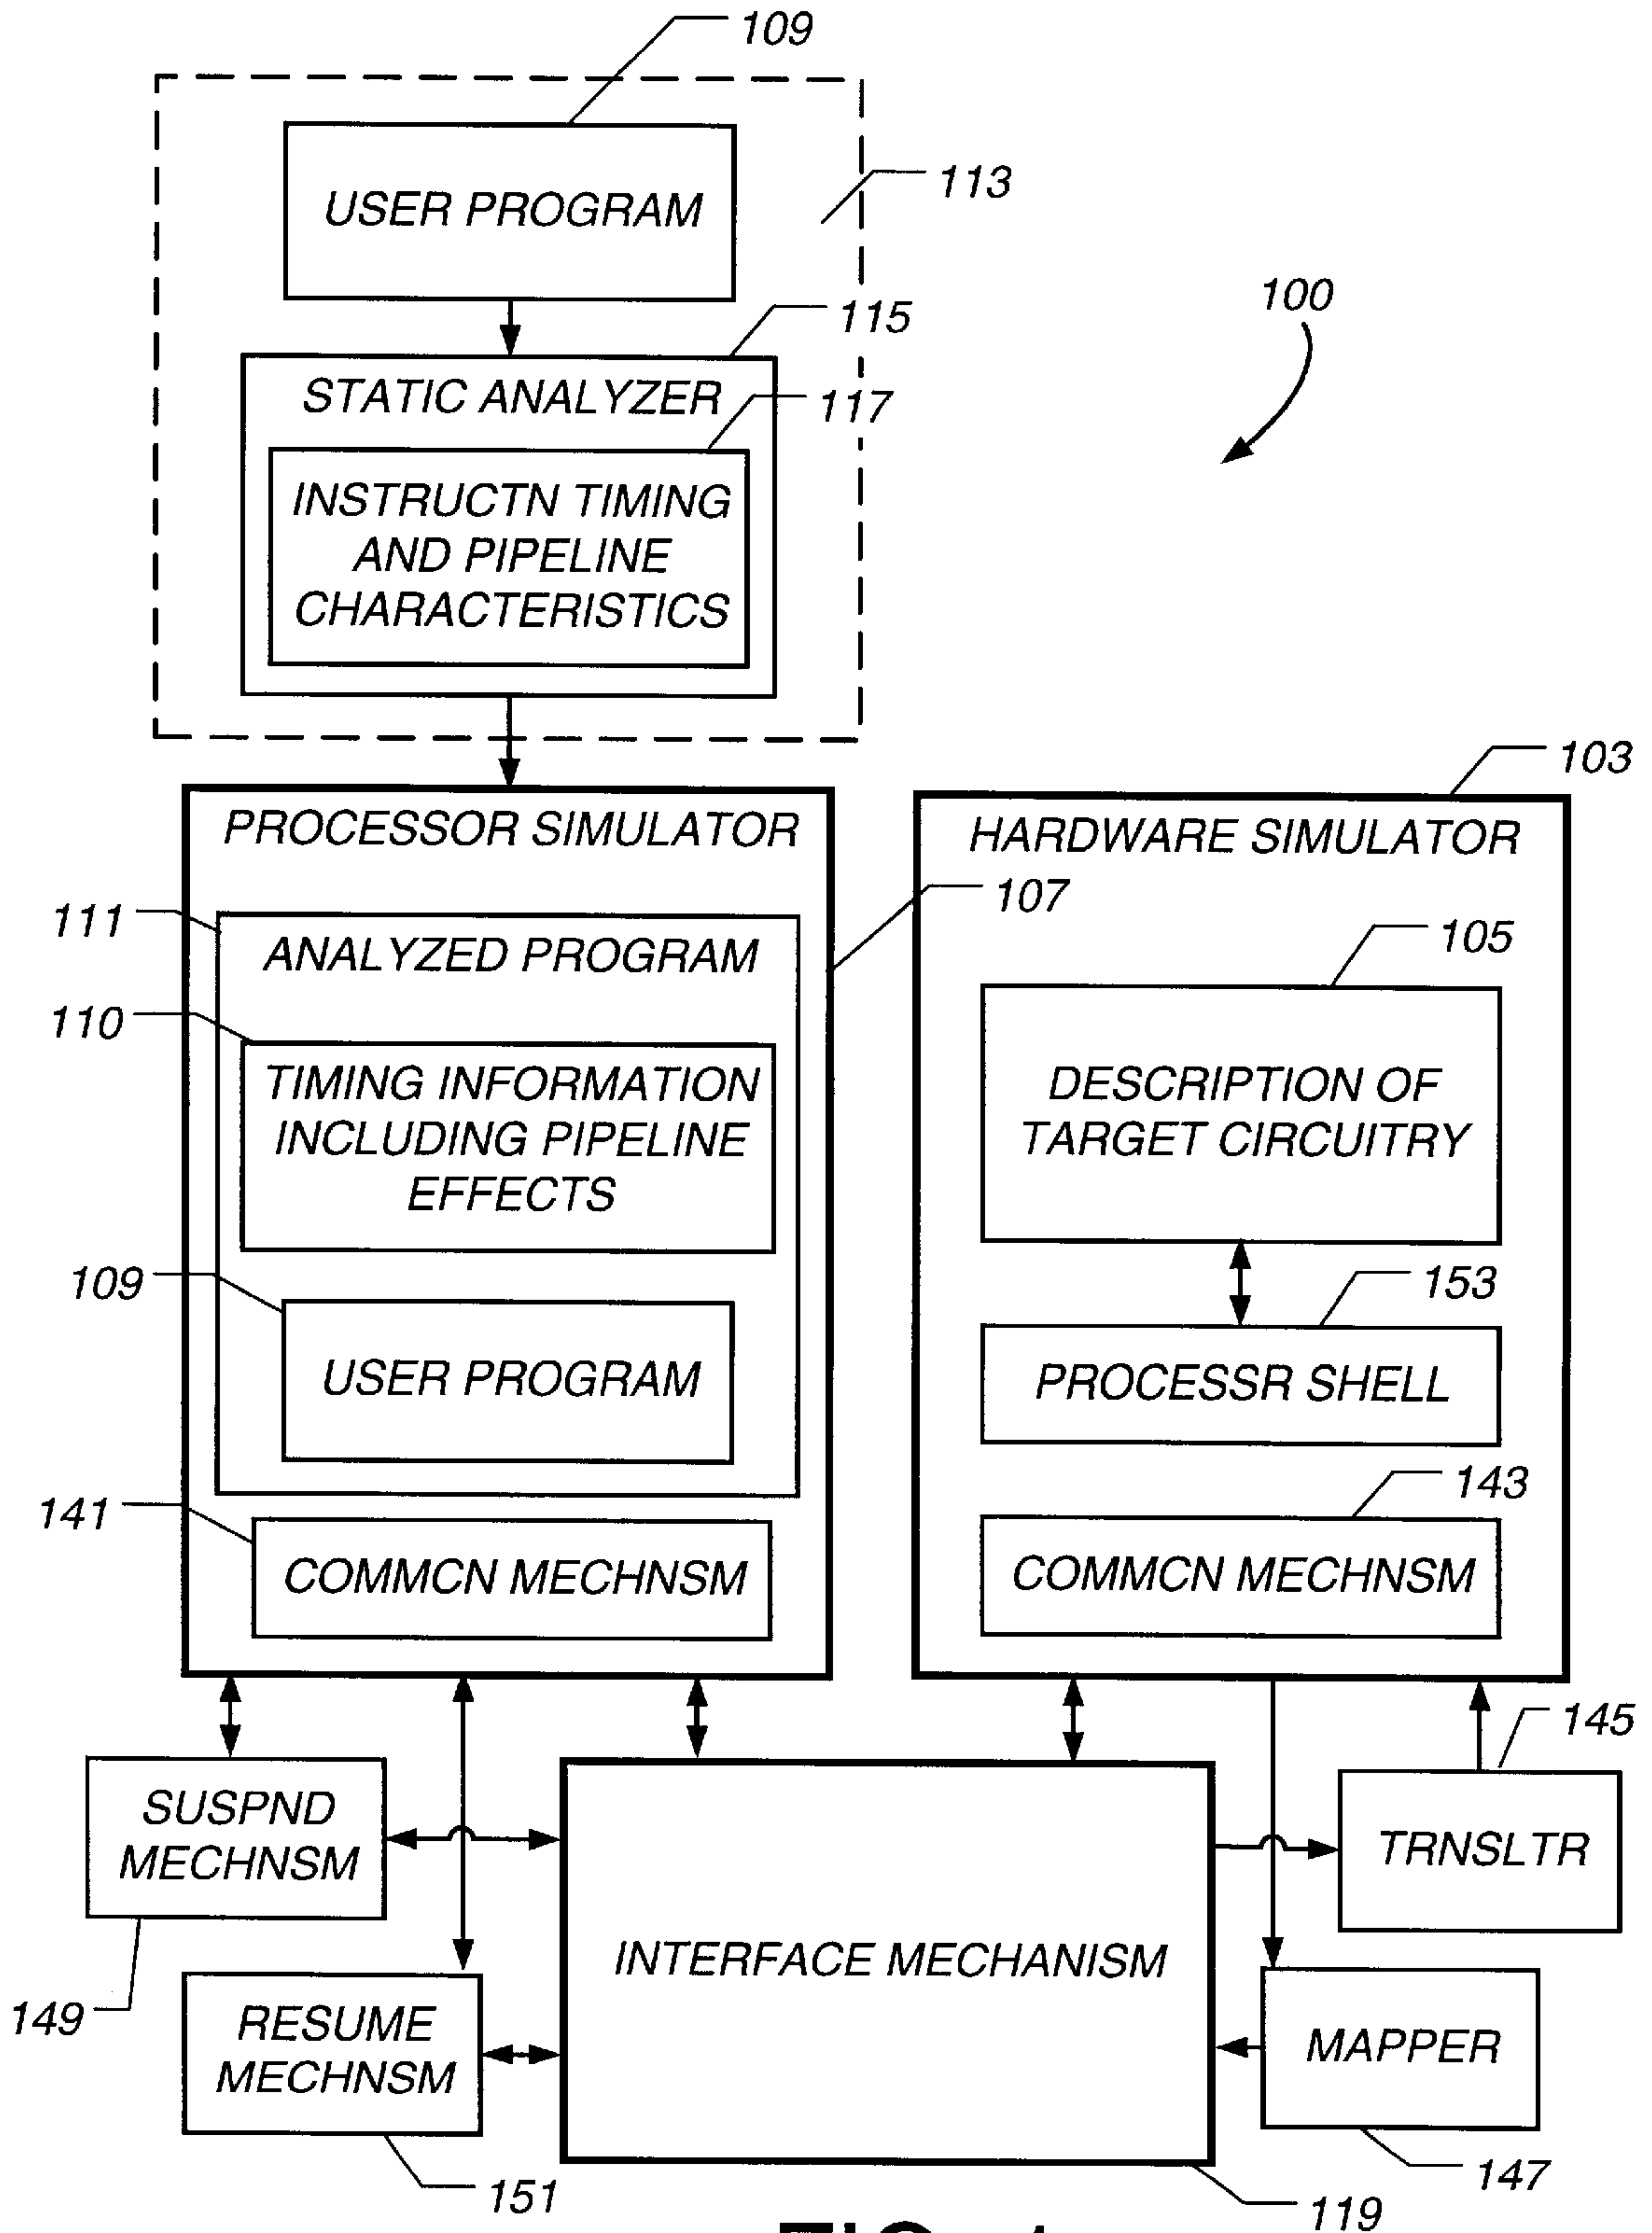 109
USER PROGRAM
113
100
115
STATIC ANALYZER
117
INSTRUCTN TIMING
AND PIPELINE
CHARACTERISTICS
103
PROCESSOR SIMULATOR
107
111
ANALYZED PROGRAM
110
TIMING INFORMATION
INCLUDING PIPELINE
EFFECTS
109
USER PROGRAM
141
COMMCN MECHNSM
HARDWARE SIMULATOR
105
DESCRIPTION OF
TARGET CIRCUITRY
153
PROCESSR SHELL
143
COMMCN MECHNSM
145
SUSPND
MECHNSM
149
TRNSLTR
INTERFACE MECHANISM
RESUME
MECHNSM
151
MAPPER
147
119